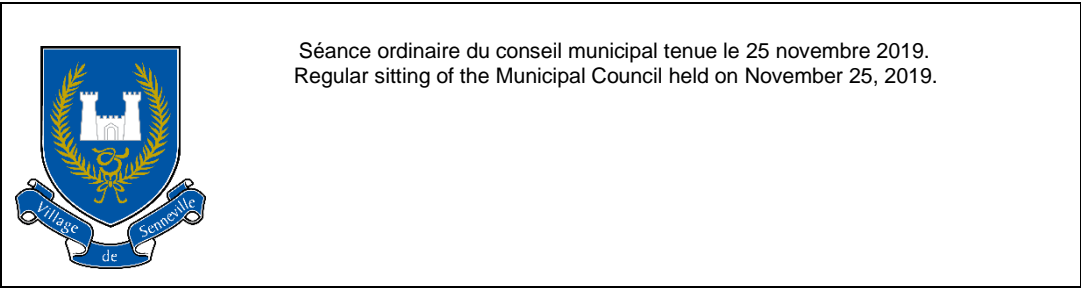 Séance ordinaire du conseil municipal tenue le 25 novembre 2019.
Regular sitting of the Municipal Council held on November 25, 2019.
Village
de
Senneville